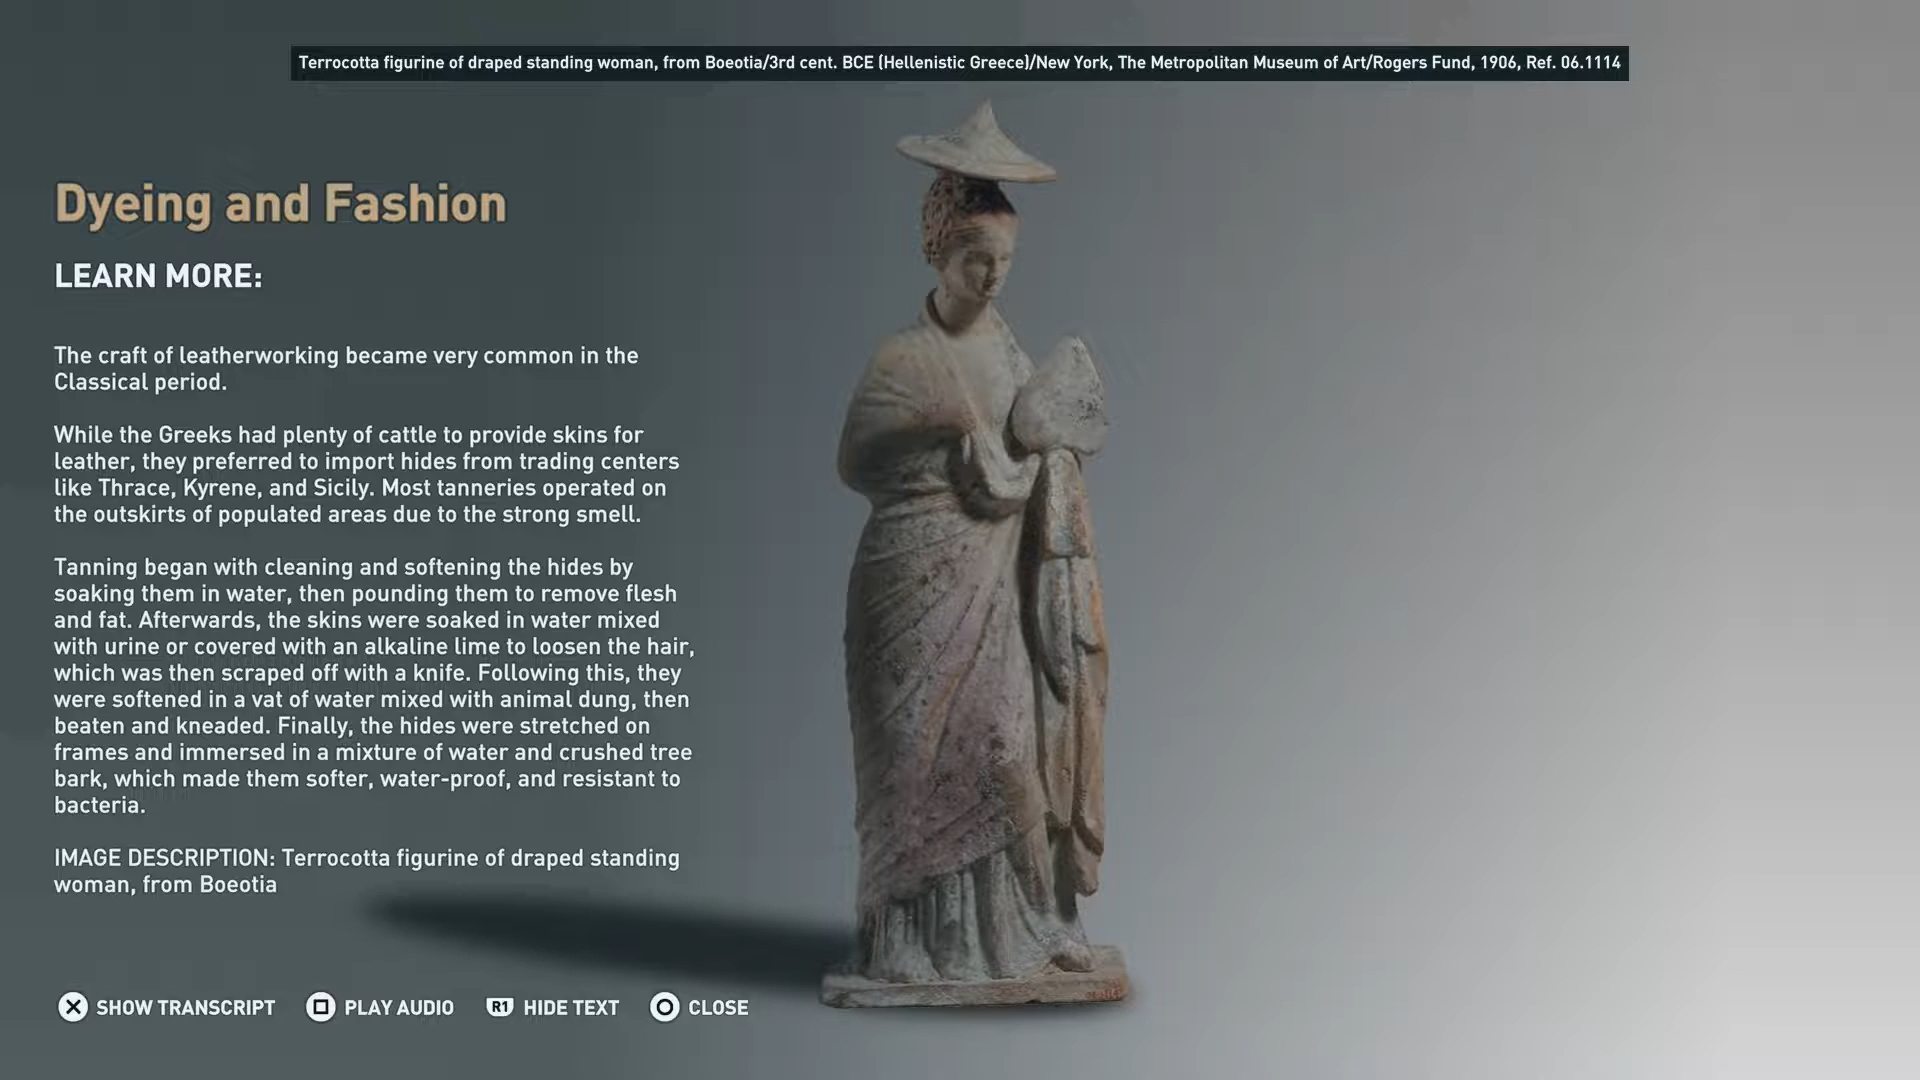 Terrocotta figurine of draped standing woman, from Boeotia/3rd cent. BCE (Hellenistic Greece)/New York, The Metropolitan Museum of Art/Rogers Fund, 1906, Ref. 06.1114
Dyeing and Fashion
LEARN MORE:
The craft of leatherworking became very common in the
Classical period.
While the Greeks had plenty of cattle to provide skins for
leather, they preferred to import hides from trading centers
like Thrace, Kyrene, and Sicily. Most tanneries operated on
the outskirts of populated areas due to the strong smell.
Tanning began with cleaning and softening the hides by
soaking them in water, then pounding them to remove flesh
and fat. Afterwards, the skins were soaked in water mixed
with urine or covered with an alkaline lime to loosen the hair,
which was then scraped off with a knife. Following this, they
were softened in a vat of water mixed with animal dung, then
beaten and kneaded. Finally, the hides were stretched on
frames and immersed in a mixture of water and crushed tree
bark, which made them softer, water-proof, and resistant to
bacteria.
IMAGE DESCRIPTION: Terrocotta figurine of draped standing
woman, from Boeotia
SHOW TRANSCRIPT PLAY AUDIO R1 HIDE TEXT CLOSE